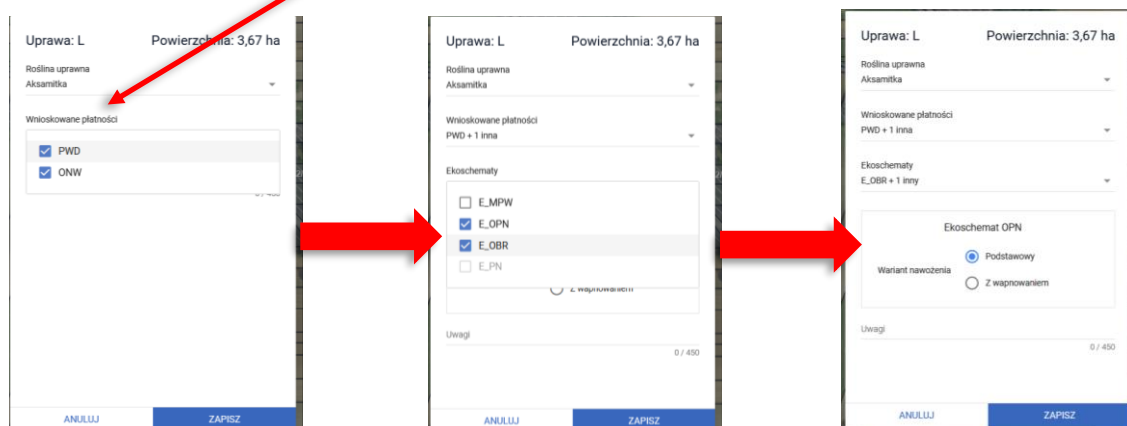 Uprawa: L Powierzchnia: 3,67 ha
Roślina uprawna
Aksamitka
Wnioskowane płatności
PWD
ONW
0 / 450
ANULUJ ZAPISZ
Uprawa: L Powierzchnia: 3,67 ha
Roślina uprawna
Aksamitka
Wnioskowane płatności
PWD + 1 inna
Ekoschematy
E_MPW
E_OPN
E_OBR
E_PN
Z wapnowaniem
Uwagi
0 / 450
ANULUJ ZAPISZ
Uprawa: L Powierzchnia: 3,67 ha
Roślina uprawna
Aksamitka
Wnioskowane płatności
PWD + 1 inna
Ekoschematy
E_OBR + 1 inny
Ekoschemat OPN
Podstawowy
Wariant nawożenia
Z wapnowaniem
Uwagi
0 / 450
ANULUJ ZAPISZ